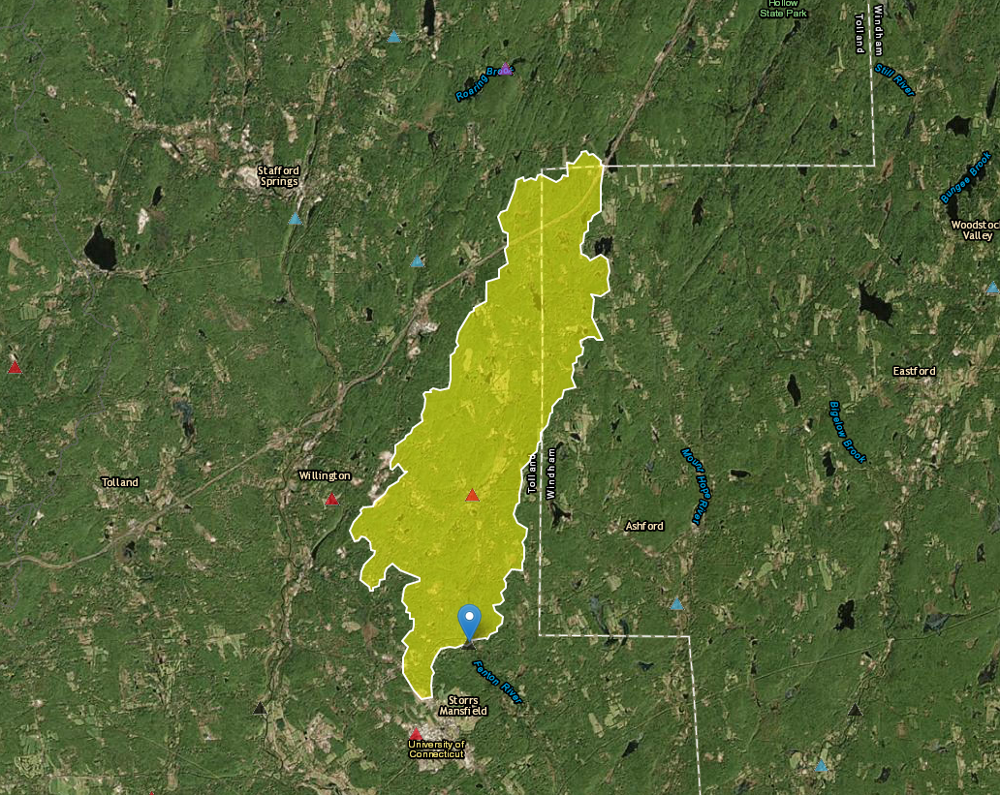 Hollow
State Park
Tolland
Windham
Roaring Brook
Still River
Stafford
Springs
Bungee Brook
Woodstock
Valley
Eastford
Bigelow Brook
Tolland
Windham
Mount Hope River
Willington
Tolland
Ashford
Fenton River
Storrs
Mansfield
University of
Connecticut